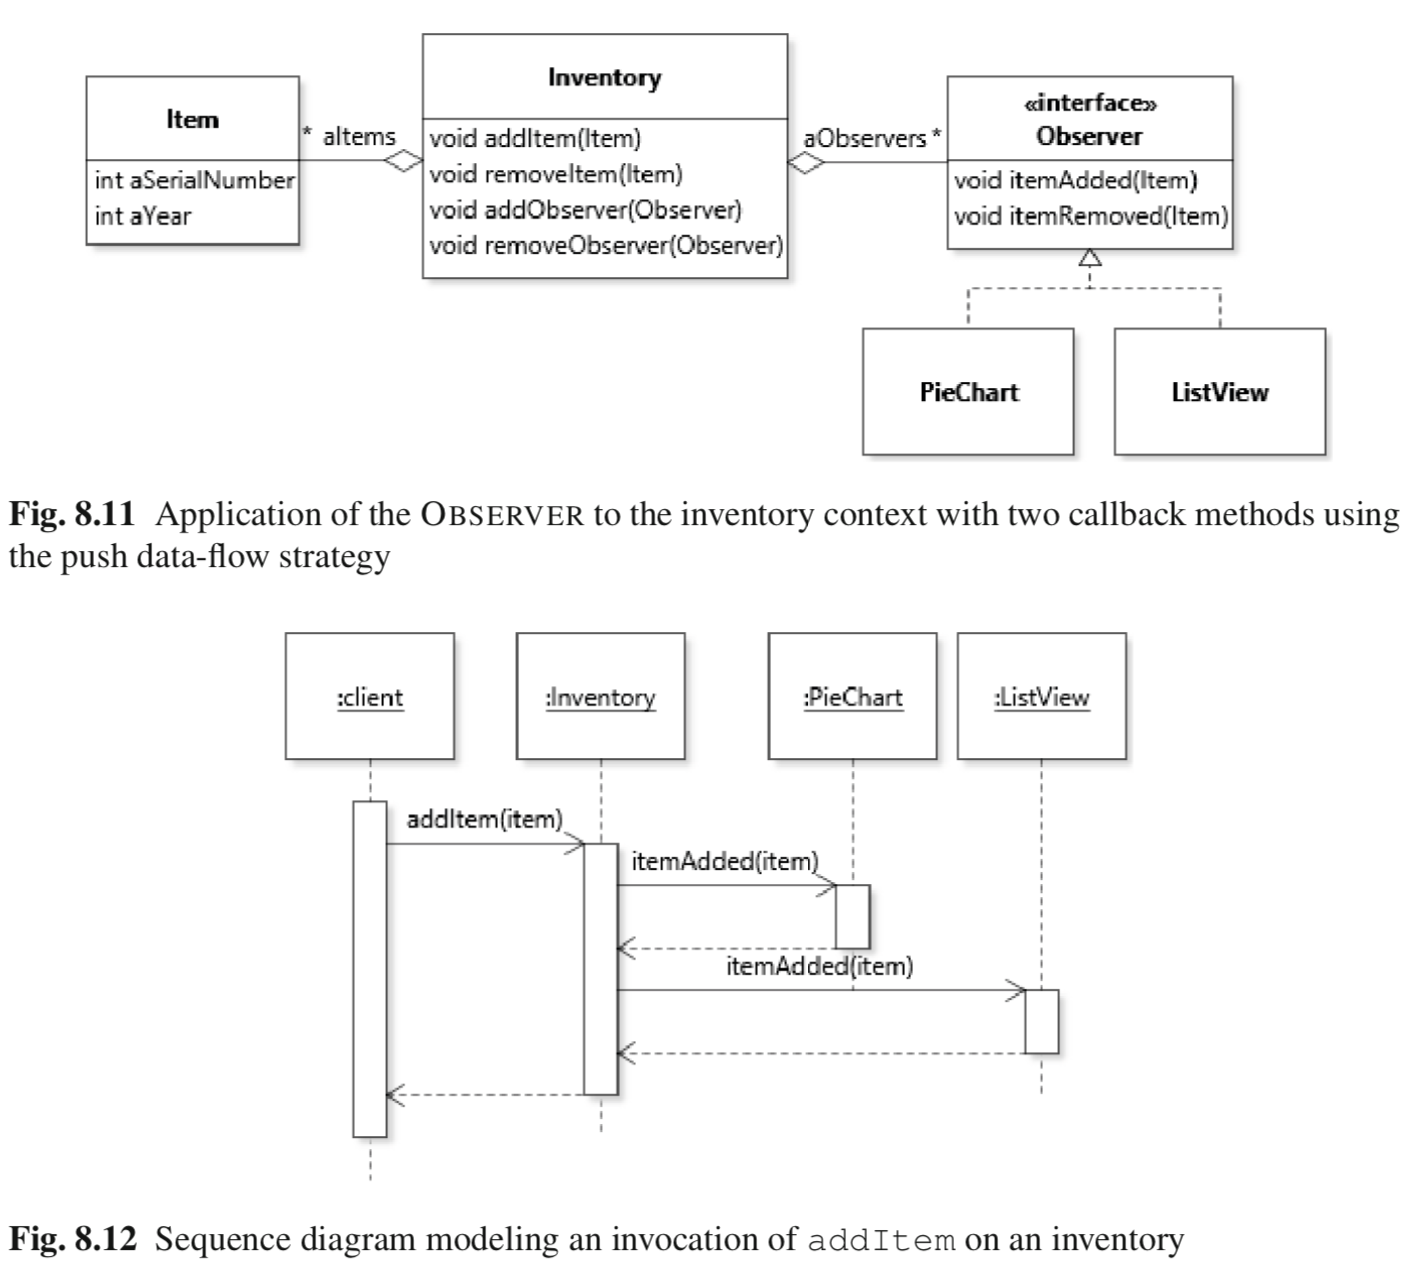 Item
int aSerialNumber
int aYear
* aItems
Inventory
void addItem(Item)
void removeItem(Item)
void addObserver(Observer)
void removeObserver(Observer)
aObservers *
«interface»
Observer
void itemAdded(Item)
void itemRemoved(Item)
PieChart
ListView
Fig. 8.11 Application of the OBSERVER to the inventory context with two callback methods using
the push data-flow strategy
:client
:Inventory
:PieChart
:ListView
addItem(item)
itemAdded(item)
itemAdded(item)
Fig. 8.12 Sequence diagram modeling an invocation of addItem on an inventory